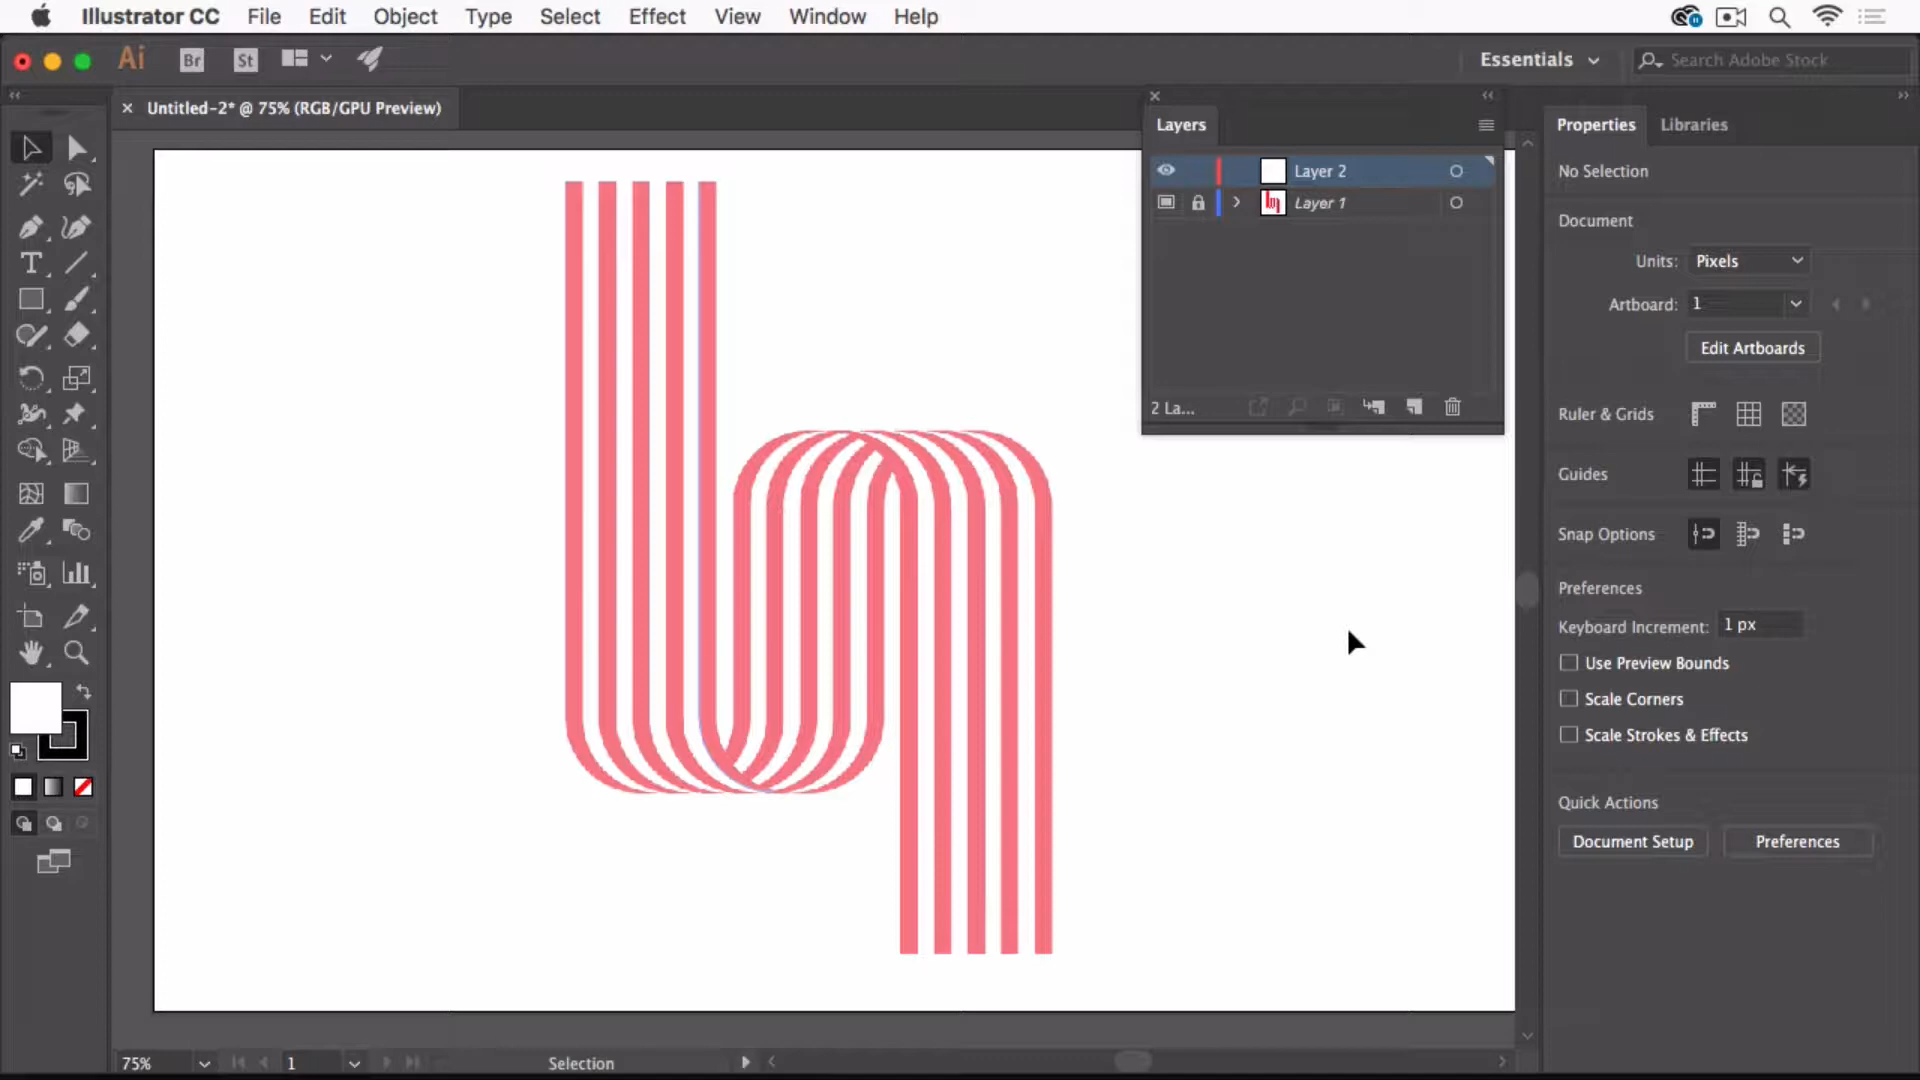 Illustrator CC File Edit Object Type Select Effect View Window Help
Ai Br St Essentials Search Adobe Stock
Untitled-2* @ 75% (RGB/GPU Preview)
Layers
Layer 2
Layer 1
2 La...
Properties Libraries
No Selection
Document
Units: Pixels
Artboard: 1
Edit Artboards
Ruler & Grids
Guides
Snap Options
Preferences
Keyboard Increment: 1 px
Use Preview Bounds
Scale Corners
Scale Strokes & Effects
Quick Actions
Document Setup Preferences
75% 1 Selection